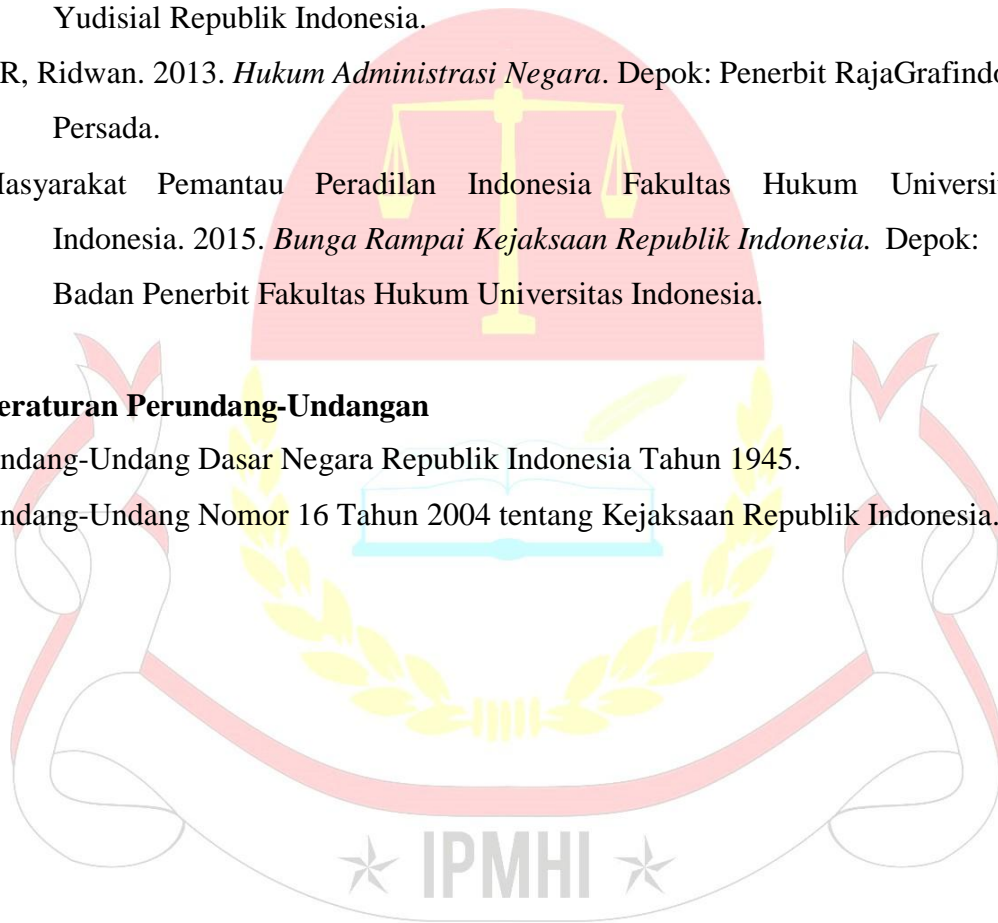 Yudisial Republik Indonesia.
R, Ridwan. 2013. Hukum Administrasi Negara. Depok: Penerbit RajaGrafindo
Persada.
Masyarakat Pemantau Peradilan Indonesia Fakultas Hukum Universi
Indonesia. 2015. Bunga Rampai Kejaksaan Republik Indonesia. Depok:
Badan Penerbit Fakultas Hukum Universitas Indonesia.
eraturan Perundang-Undangan
ndang-Undang Dasar Negara Republik Indonesia Tahun 1945.
ndang-Undang Nomor 16 Tahun 2004 tentang Kejaksaan Republik Indonesia.
IPMHI